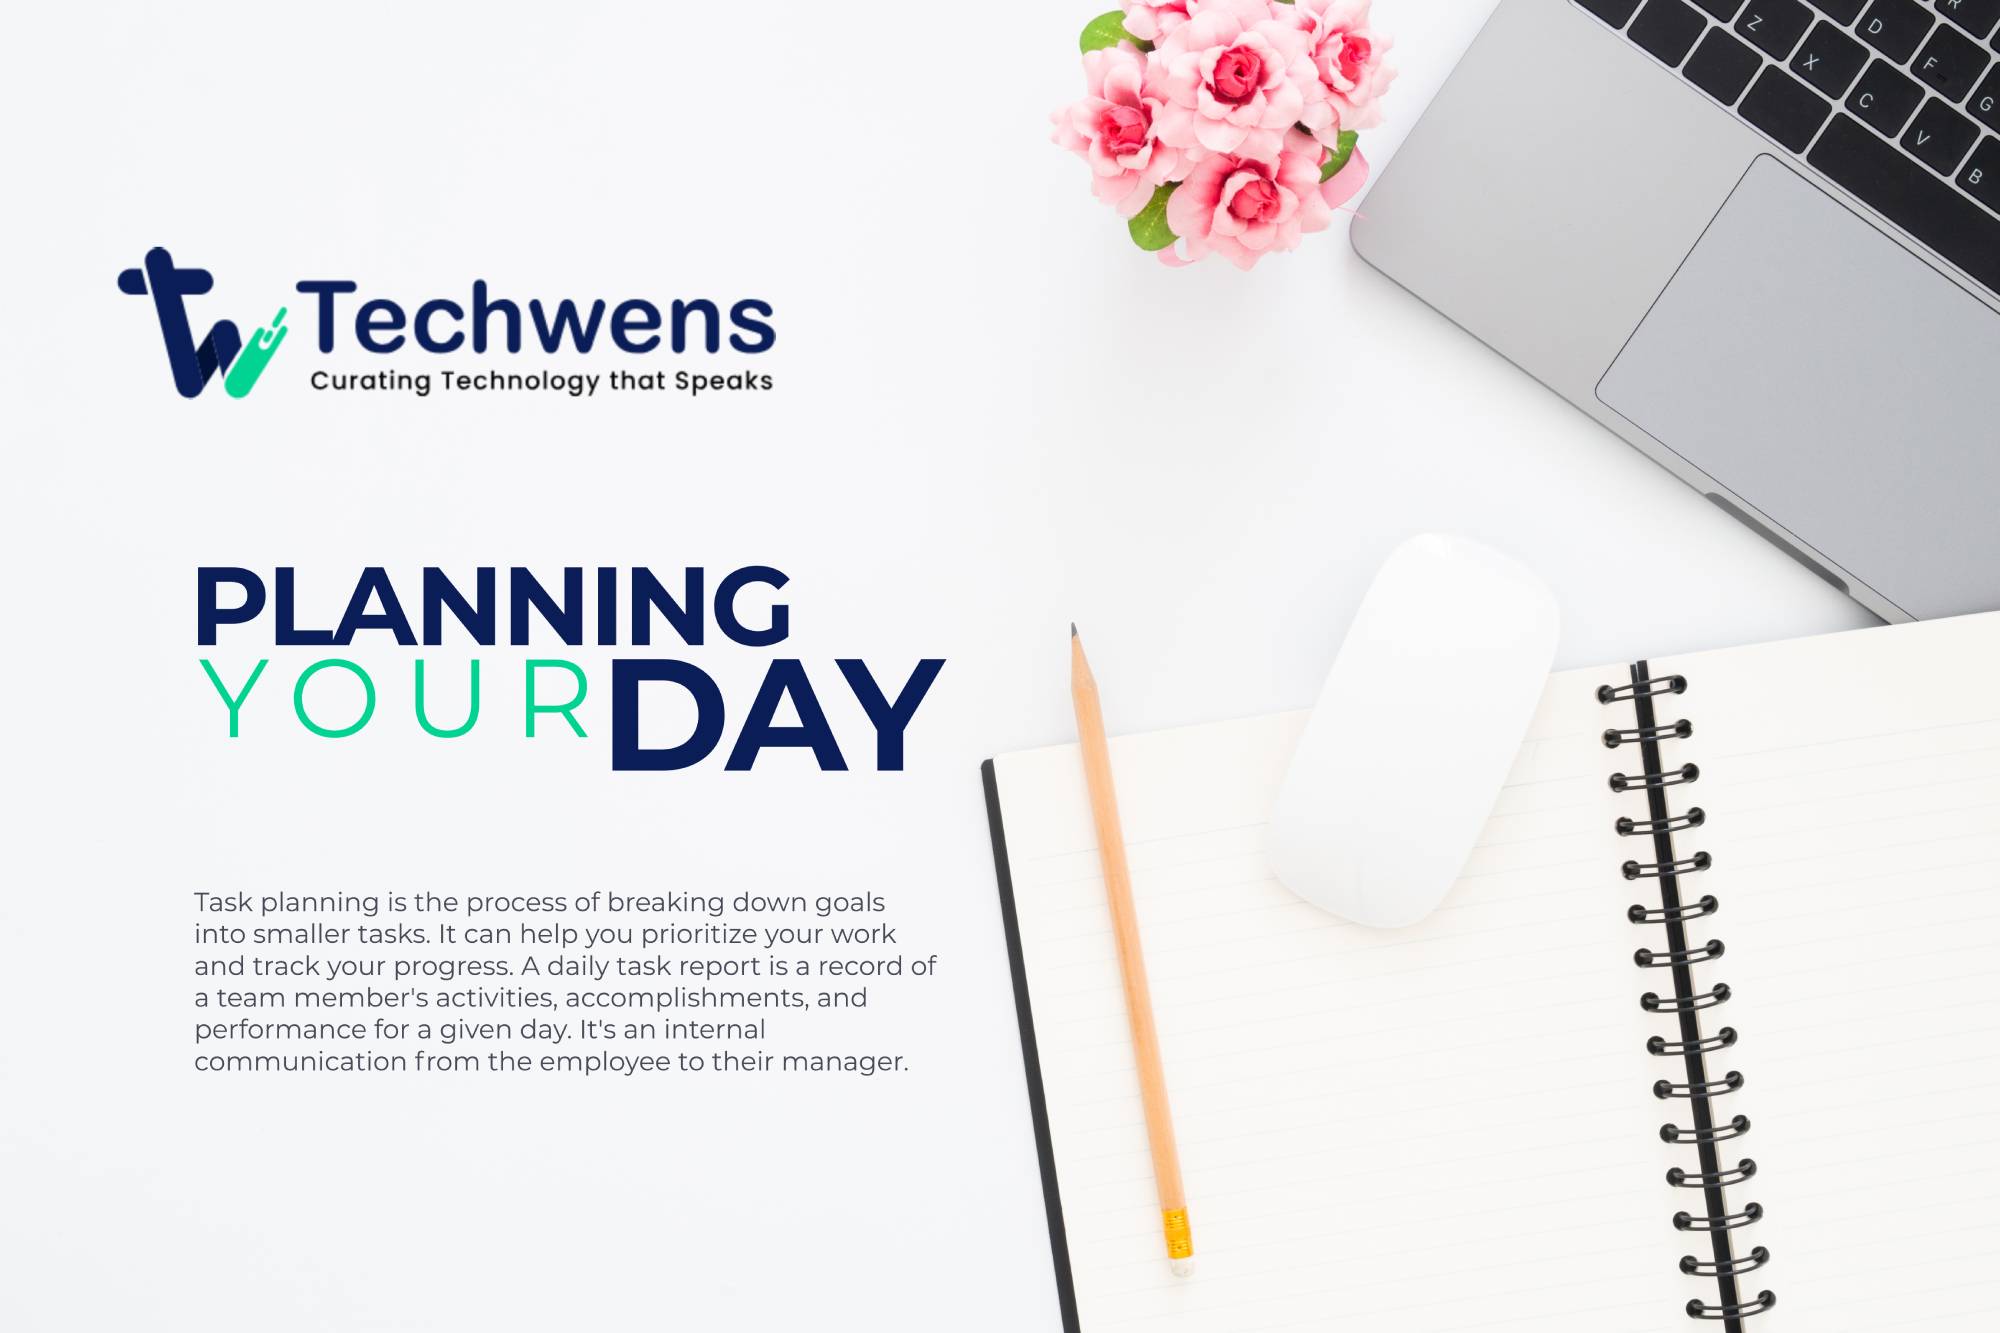 Techwens
Curating Technology that Speaks
PLANNING
YOUR DAY
Task planning is the process of breaking down goals
into smaller tasks. It can help you prioritize your work
and track your progress. A daily task report is a record of
a team member's activities, accomplishments, and
performance for a given day. It's an internal
communication from the employee to their manager.
Z
X
C
V
B
D
F
G
R